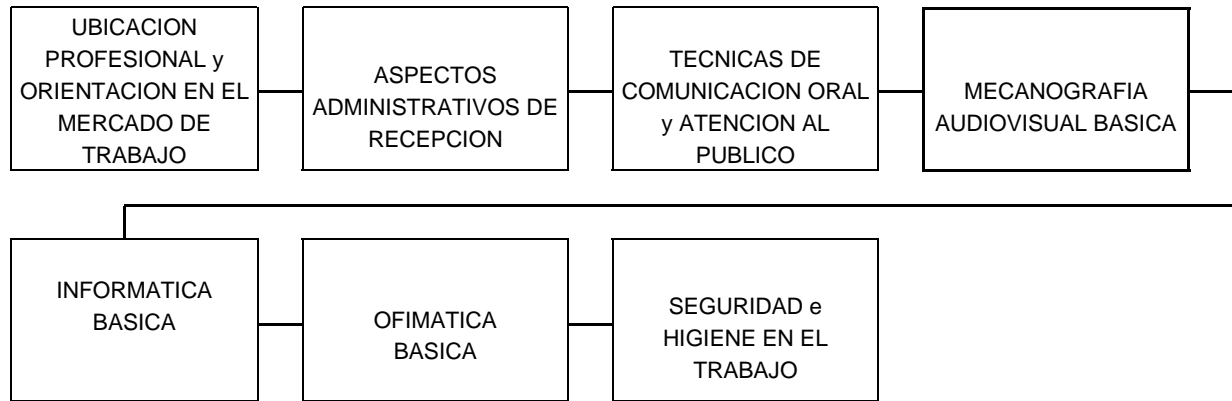 UBICACION
PROFESIONAL y
ORIENTACION EN EL
MERCADO DE
TRABAJO
ASPECTOS
ADMINISTRATIVOS DE
RECEPCION
TECNICAS DE
COMUNICACION ORAL
y ATENCION AL
PUBLICO
MECANOGRAFIA
AUDIOVISUAL BASICA
INFORMATICA
BASICA
OFIMATICA
BASICA
SEGURIDAD e
HIGIENE EN EL
TRABAJO